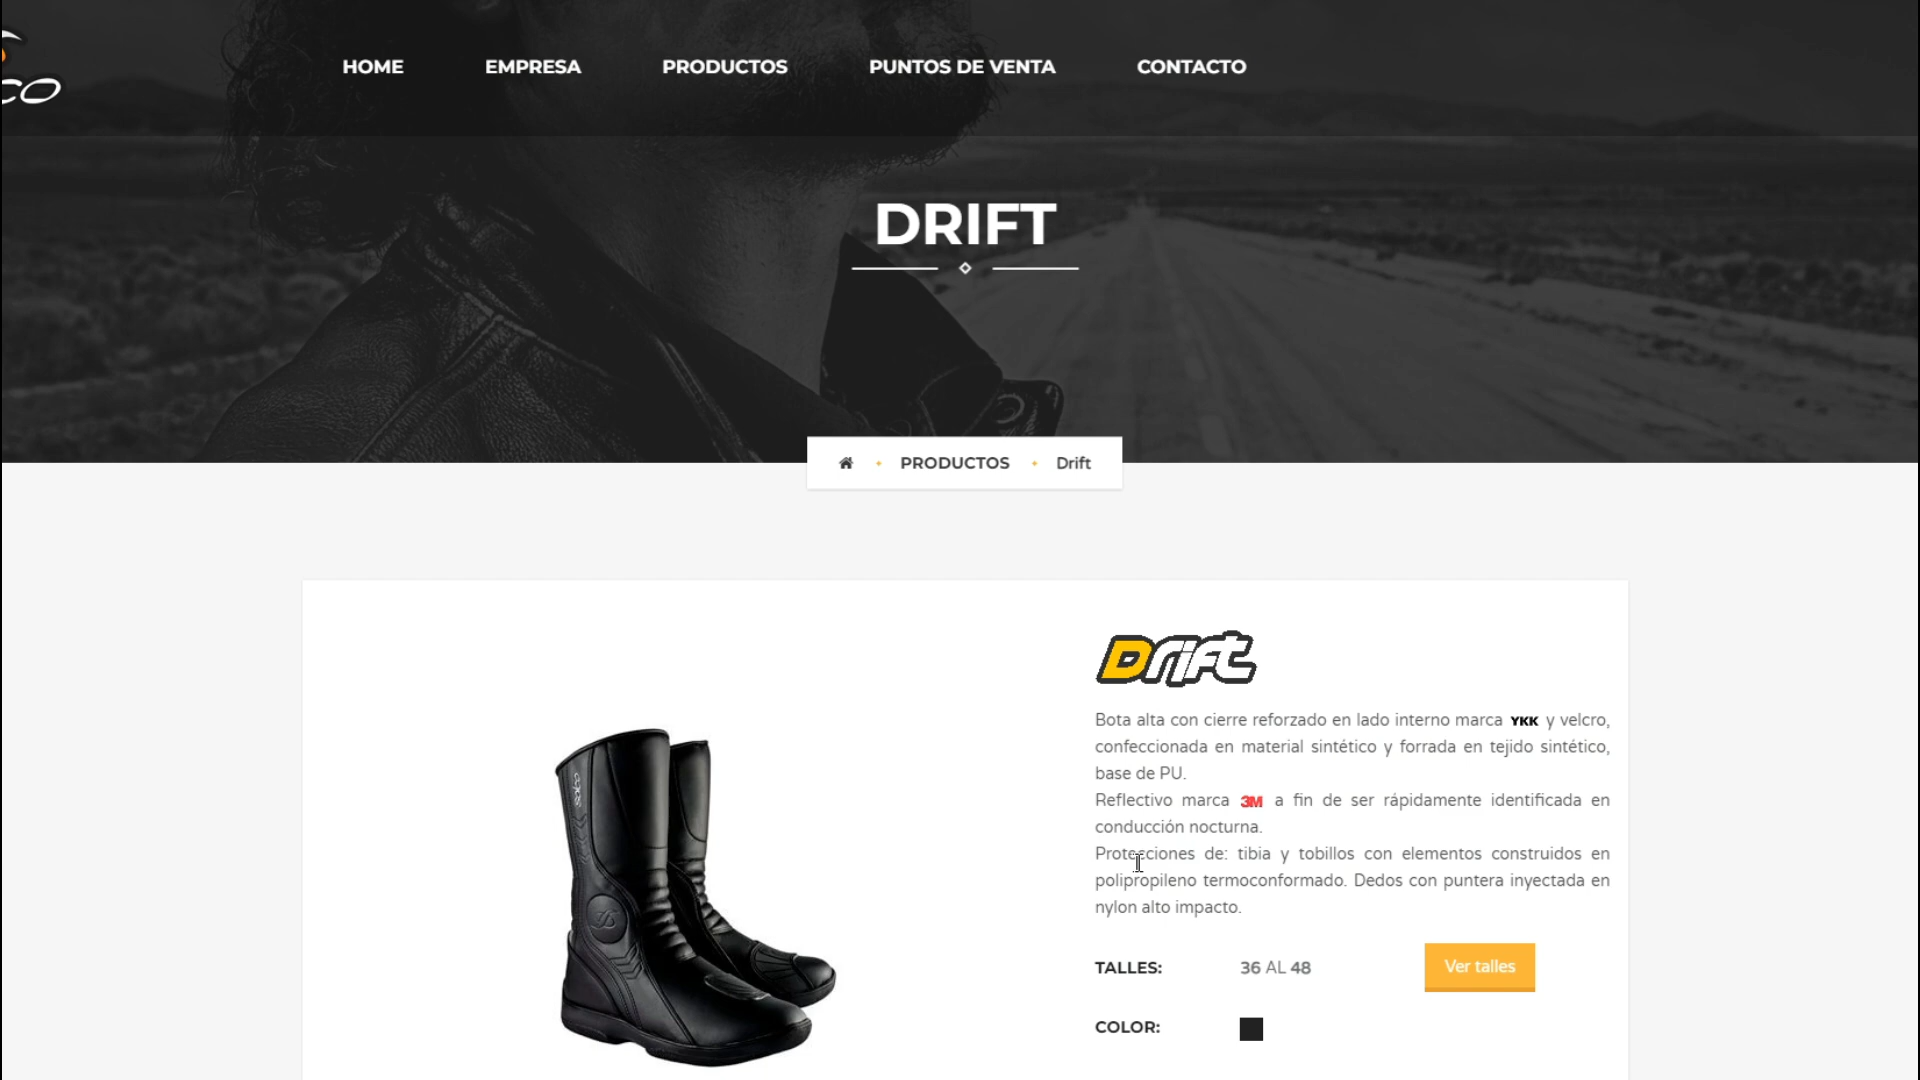 CO
HOME EMPRESA PRODUCTOS PUNTOS DE VENTA CONTACTO
DRIFT
PRODUCTOS Drift
Drift
Bota alta con cierre reforzado en lado interno marca YKK y velcro,
confeccionada en material sintético y forrada en tejido sintético,
base de PU.
Reflectivo marca 3M a fin de ser rápidamente identificada en
conducción nocturna.
Protecciones de: tibia y tobillos con elementos construidos en
polipropileno termoconformado. Dedos con puntera inyectada en
nylon alto impacto.
TALLES: 36 AL 48 Ver talles
COLOR: